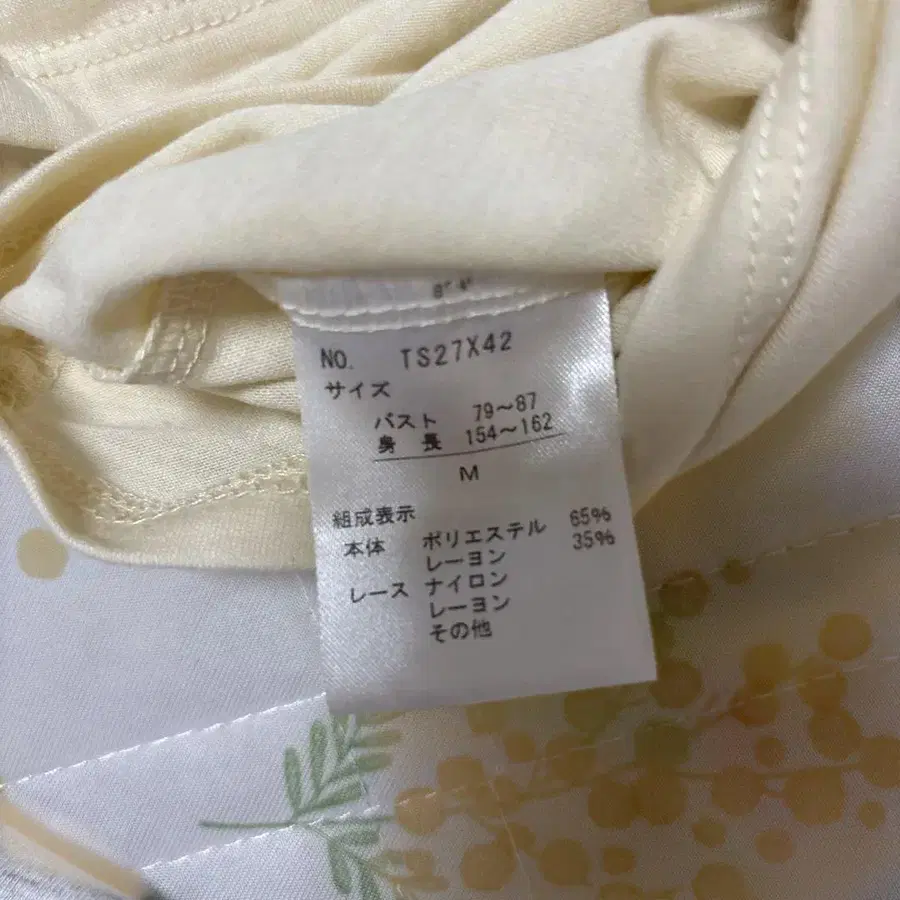 NO. TS27X42
サイズ
バスト 79~87
身長 154~162
M
組成表示
本体 ポリエステル 65%
レーヨン 35%
レース ナイロン
レーヨン
その他